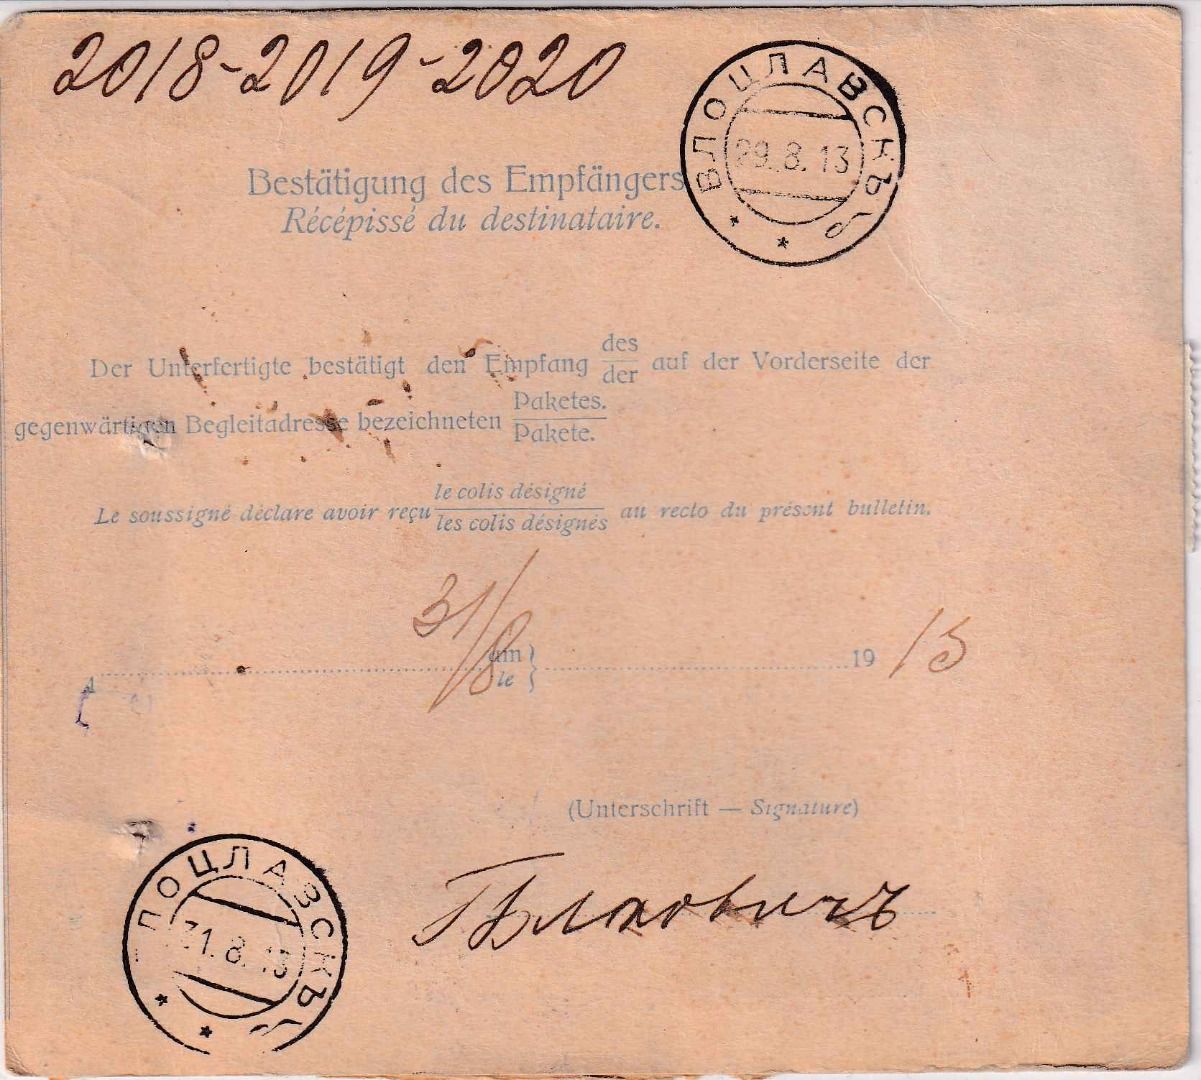 2018-2019-2020
ВЛОЦЛАВСКЪ
29.8.13
Bestätigung des Empfängers
Récépissé du destinataire.
Der Unterfertigte bestätigt den Empfang des/der auf der Vorderseite der
gegenwärtigen Begleitadresse bezeichneten Paketes./Pakete.
Le soussigné déclare avoir reçu le colis désigné/les colis désignés au recto du présent bulletin.
31/8
am
le
19 13
(Unterschrift — Signature)
ЛОЦЛАВСКЪ
31.8.13